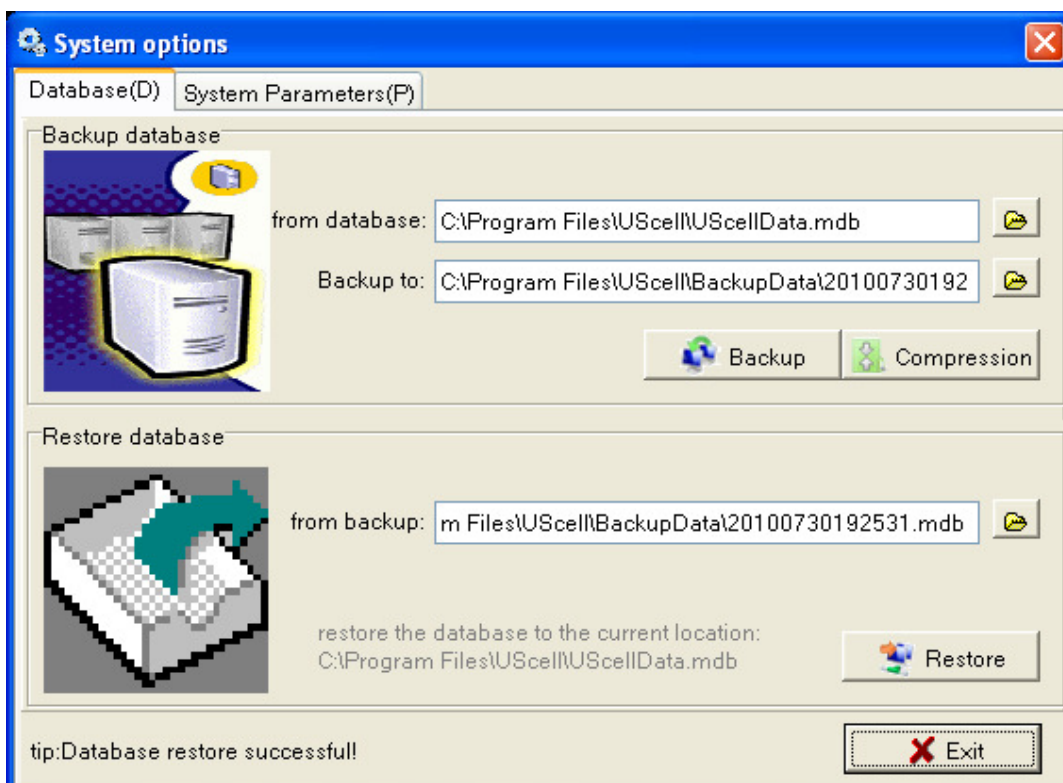 System options
Database(D) System Parameters(P)
Backup database
from database: C:\Program Files\UScell\UScellData.mdb
Backup to: C:\Program Files\UScell\BackupData\20100730192
Backup Compression
Restore database
from backup: m Files\UScell\BackupData\20100730192531.mdb
restore the database to the current location:
C:\Program Files\UScell\UScellData.mdb
Restore
tip:Database restore successful!
Exit